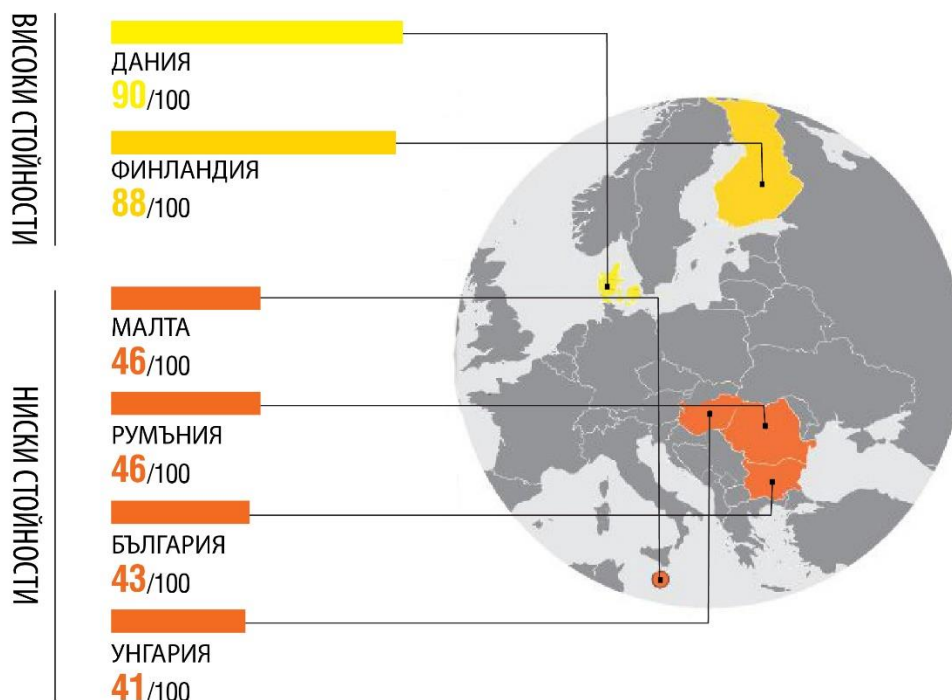 ВИСОКИ СТОЙНОСТИ
ДАНИЯ
90/100
ФИНЛАНДИЯ
88/100
НИСКИ СТОЙНОСТИ
МАЛТА
46/100
РУМЪНИЯ
46/100
БЪЛГАРИЯ
43/100
УНГАРИЯ
41/100